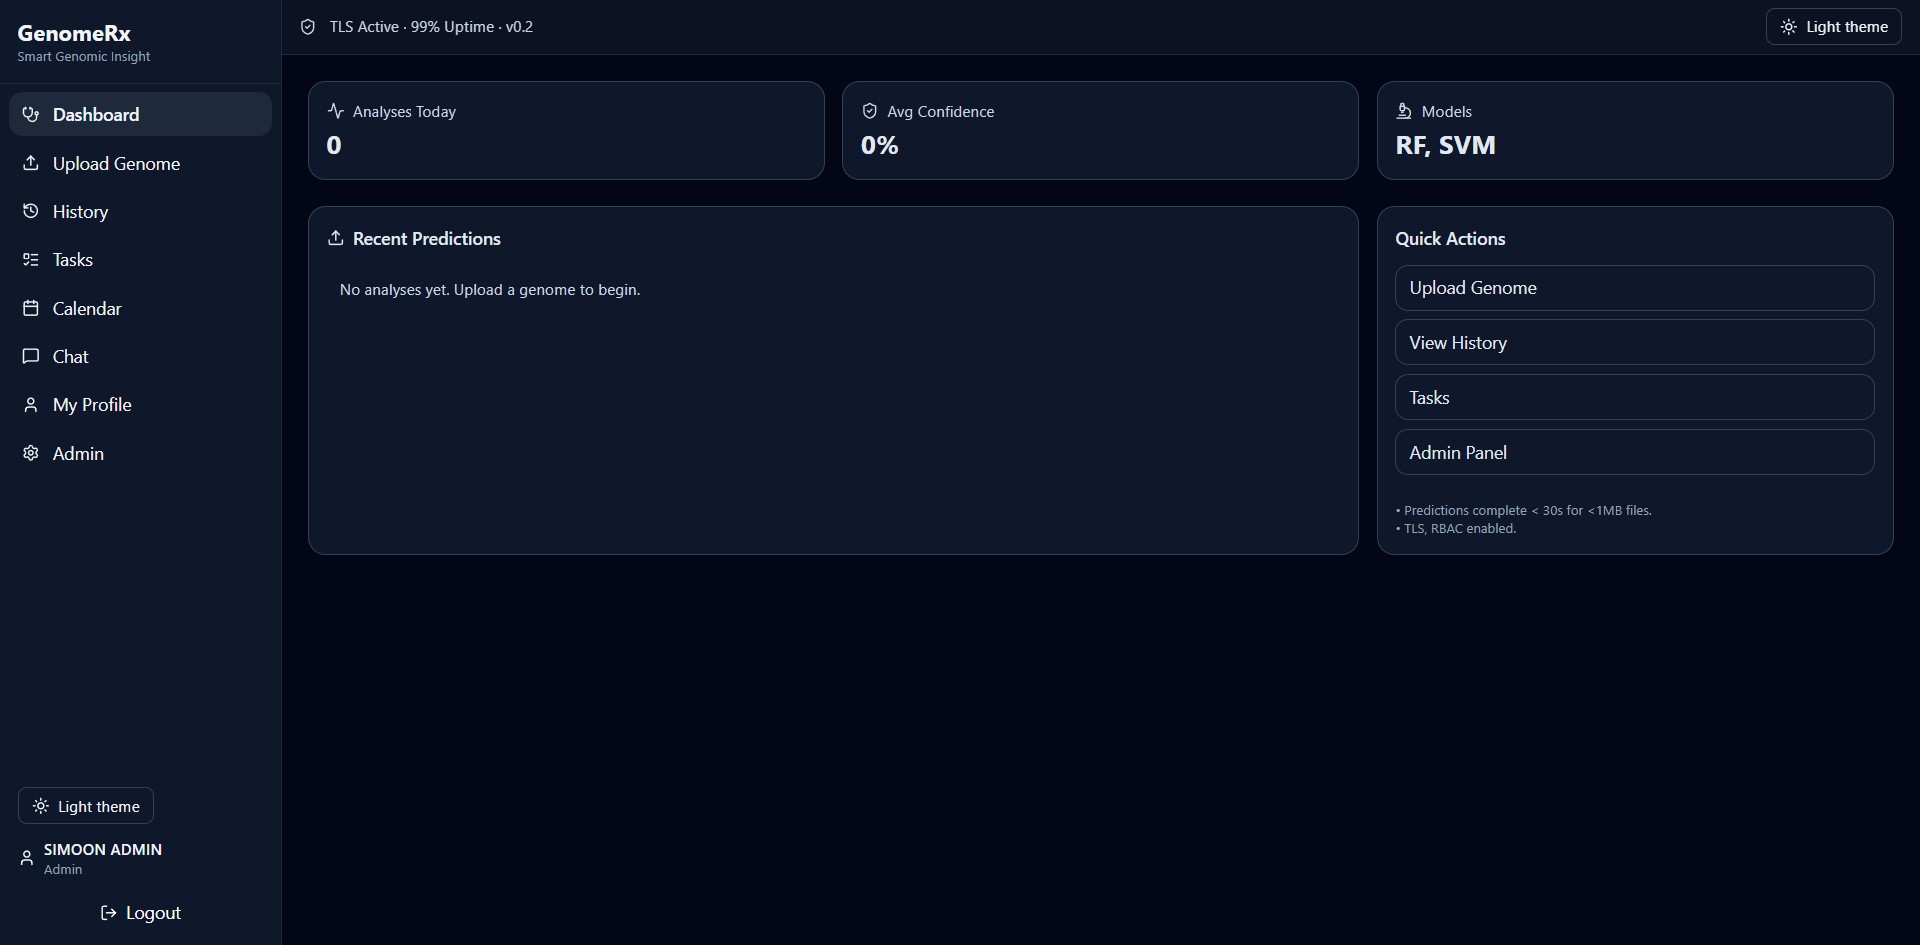 GenomeRx
Smart Genomic Insight
Dashboard
Upload Genome
History
Tasks
Calendar
Chat
My Profile
Admin
Light theme
SIMOON ADMIN
Admin
Logout
TLS Active · 99% Uptime · v0.2
Light theme
Analyses Today
0
Avg Confidence
0%
Models
RF, SVM
Recent Predictions
No analyses yet. Upload a genome to begin.
Quick Actions
Upload Genome
View History
Tasks
Admin Panel
• Predictions complete < 30s for <1MB files.
• TLS, RBAC enabled.